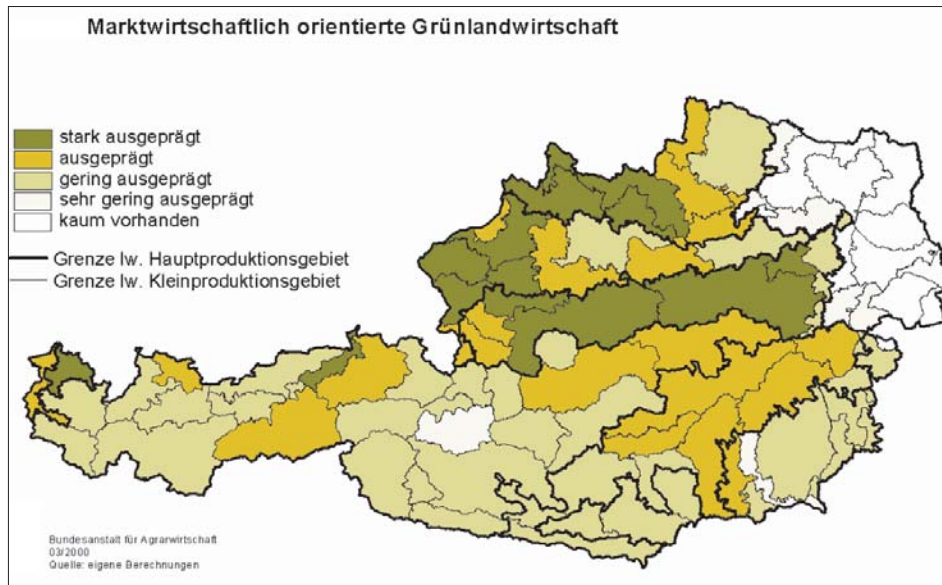 Marktwirtschaftlich orientierte Grünlandwirtschaft
stark ausgeprägt
ausgeprägt
gering ausgeprägt
sehr gering ausgeprägt
kaum vorhanden
Grenze lw. Hauptproduktionsgebiet
Grenze lw. Kleinproduktionsgebiet
Bundesanstalt für Agrarwirtschaft
03/2000
Quelle: eigene Berechnungen